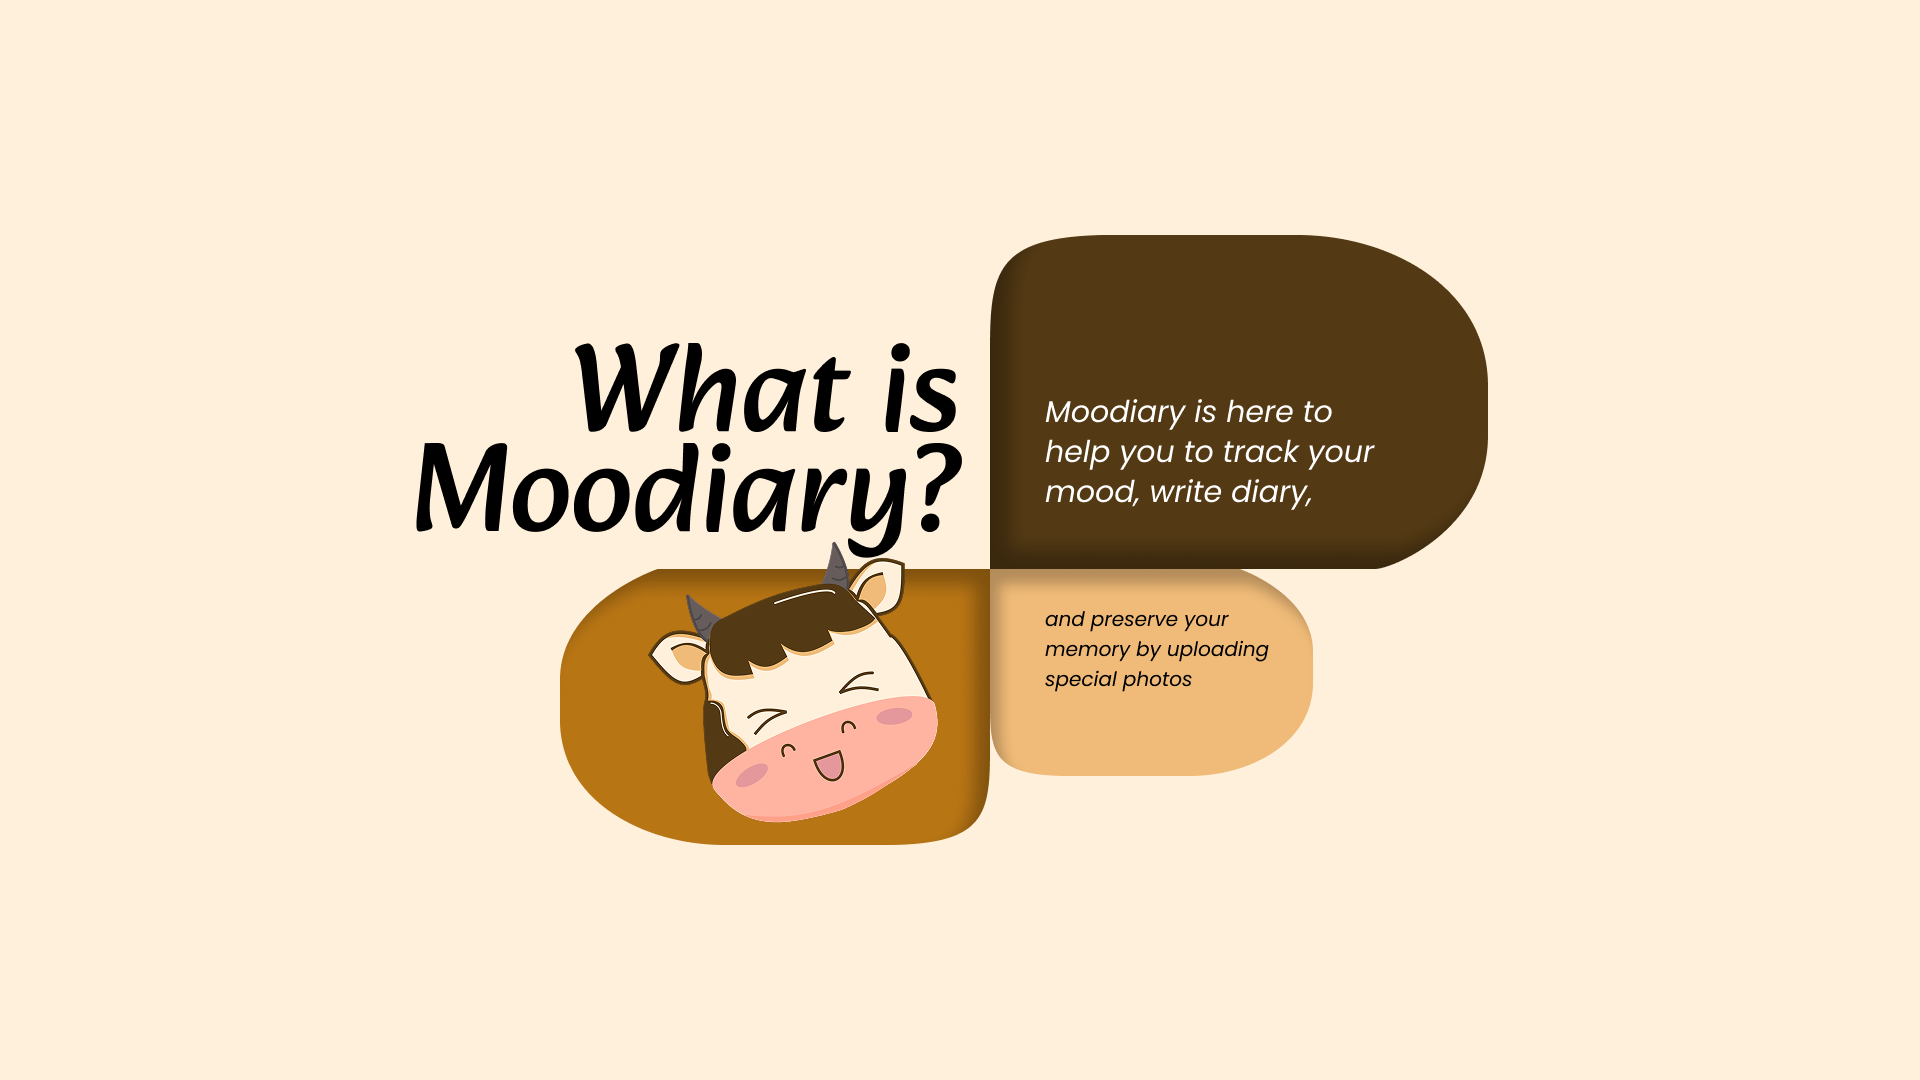 What is
Moodiary?
Moodiary is here to
help you to track your
mood, write diary,
and preserve your
memory by uploading
special photos